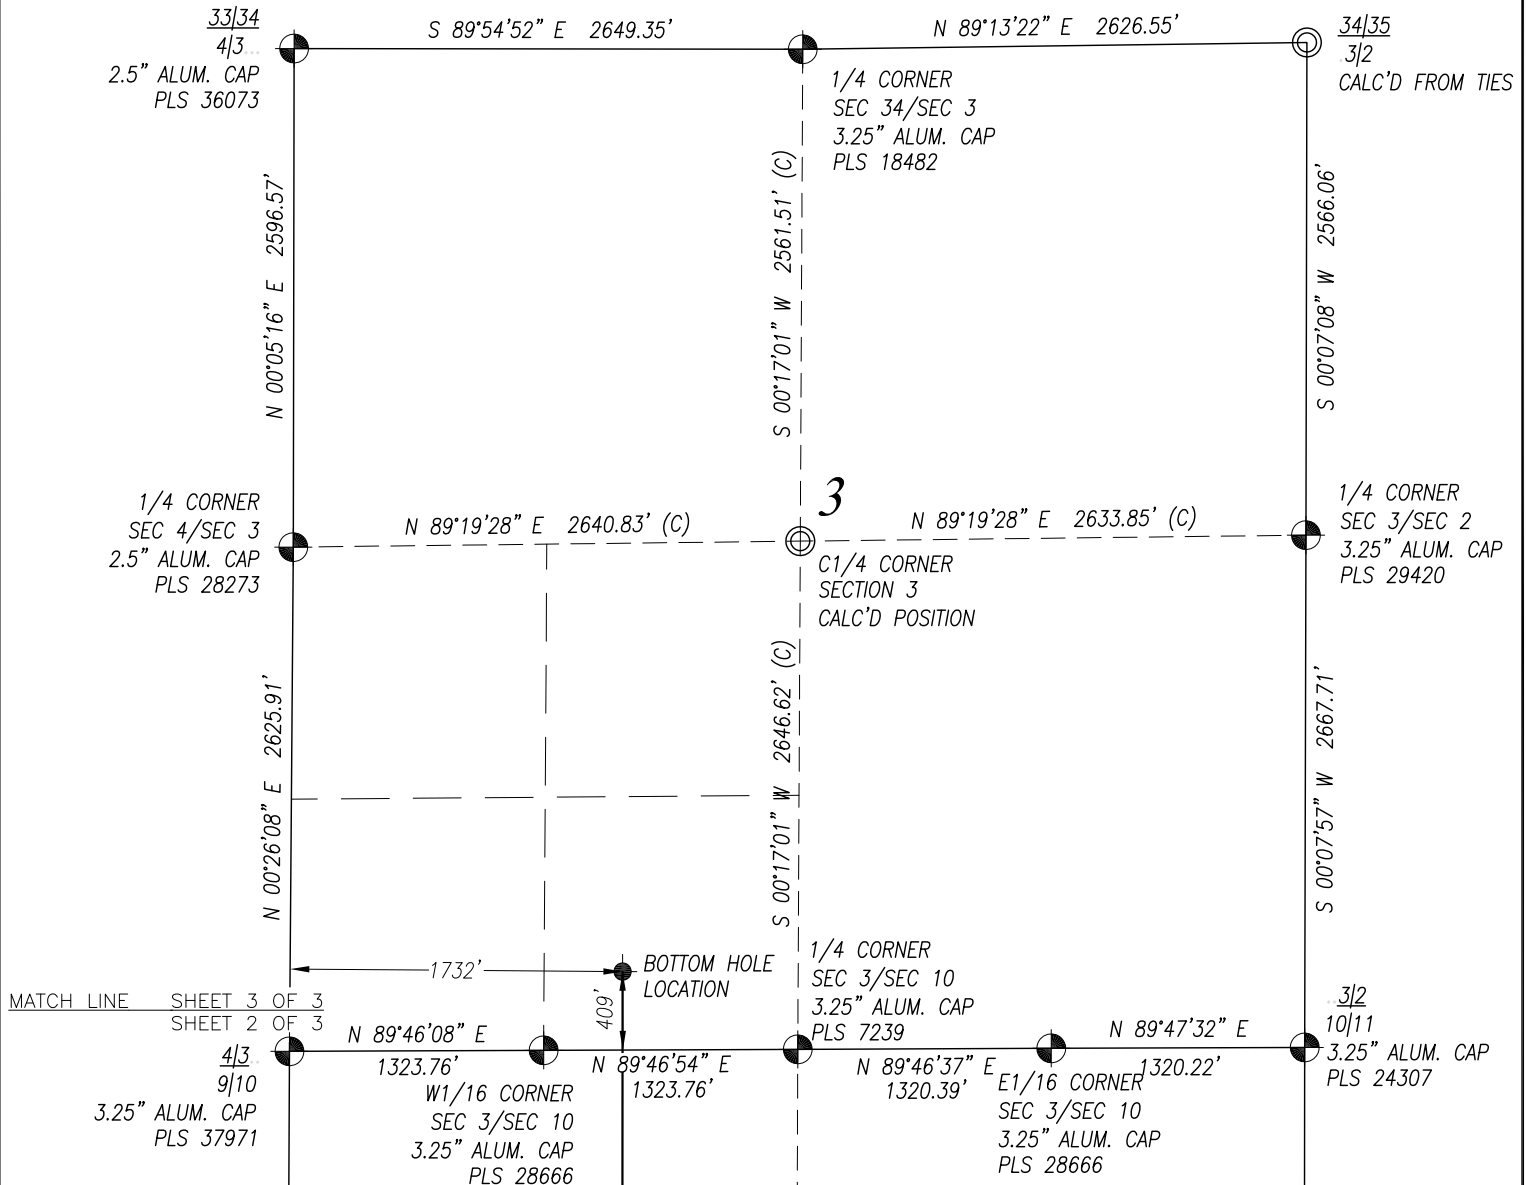 33|34
4|3
2.5" ALUM. CAP
PLS 36073
S 89°54'52" E 2649.35'
N 89°13'22" E 2626.55'
34|35
3|2
CALC'D FROM TIES
1/4 CORNER
SEC 34/SEC 3
3.25" ALUM. CAP
PLS 18482
N 00°05'16" E 2596.57'
S 00°17'01" W 2561.51' (C)
S 00°07'08" W 2566.06'
1/4 CORNER
SEC 4/SEC 3
2.5" ALUM. CAP
PLS 28273
N 89°19'28" E 2640.83' (C)
3
N 89°19'28" E 2633.85' (C)
1/4 CORNER
SEC 3/SEC 2
3.25" ALUM. CAP
PLS 29420
C1/4 CORNER
SECTION 3
CALC'D POSITION
N 00°26'08" E 2625.91'
S 00°17'01" W 2646.62' (C)
S 00°07'57" W 2667.71'
1732'
BOTTOM HOLE
LOCATION
409'
1/4 CORNER
SEC 3/SEC 10
3.25" ALUM. CAP
PLS 7239
MATCH LINE SHEET 3 OF 3
SHEET 2 OF 3
4|3
9|10
3.25" ALUM. CAP
PLS 37971
N 89°46'08" E
1323.76'
W1/16 CORNER
SEC 3/SEC 10
3.25" ALUM. CAP
PLS 28666
N 89°46'54" E
1323.76'
N 89°46'37" E
1320.39'
E1/16 CORNER
SEC 3/SEC 10
3.25" ALUM. CAP
PLS 28666
N 89°47'32" E
1320.22'
3|2
10|11
3.25" ALUM. CAP
PLS 24307